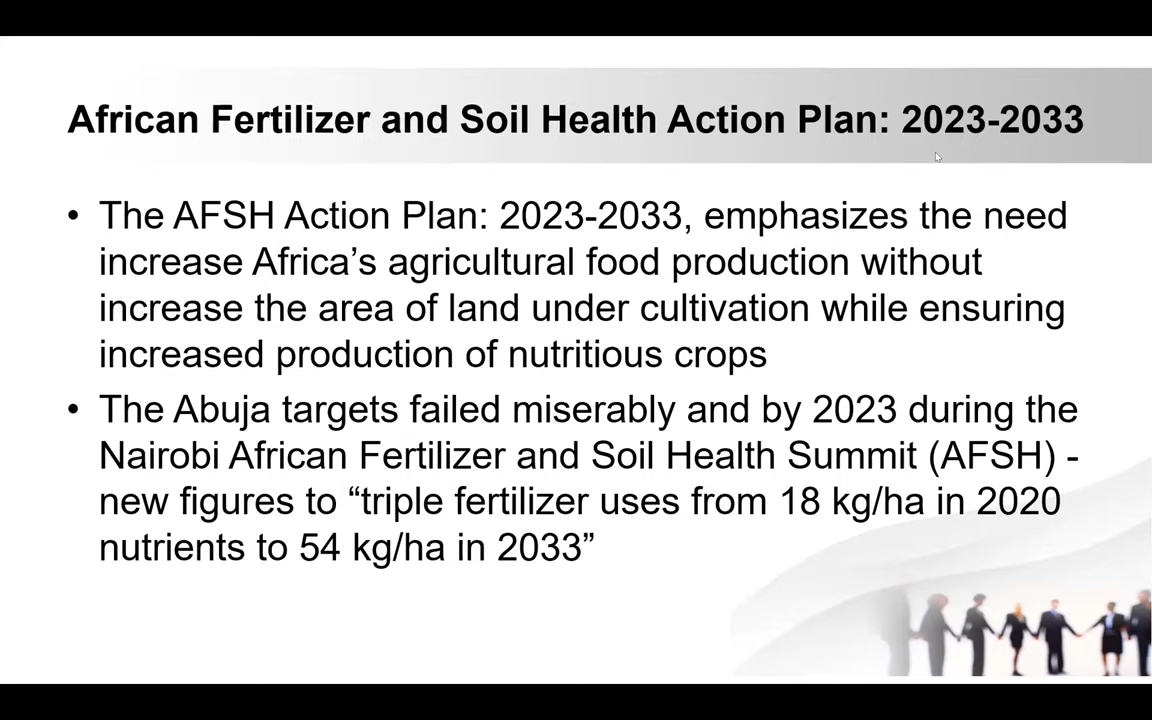 African Fertilizer and Soil Health Action Plan: 2023-2033
• The AFSH Action Plan: 2023-2033, emphasizes the need
increase Africa’s agricultural food production without
increase the area of land under cultivation while ensuring
increased production of nutritious crops
• The Abuja targets failed miserably and by 2023 during the
Nairobi African Fertilizer and Soil Health Summit (AFSH) -
new figures to “triple fertilizer uses from 18 kg/ha in 2020
nutrients to 54 kg/ha in 2033”